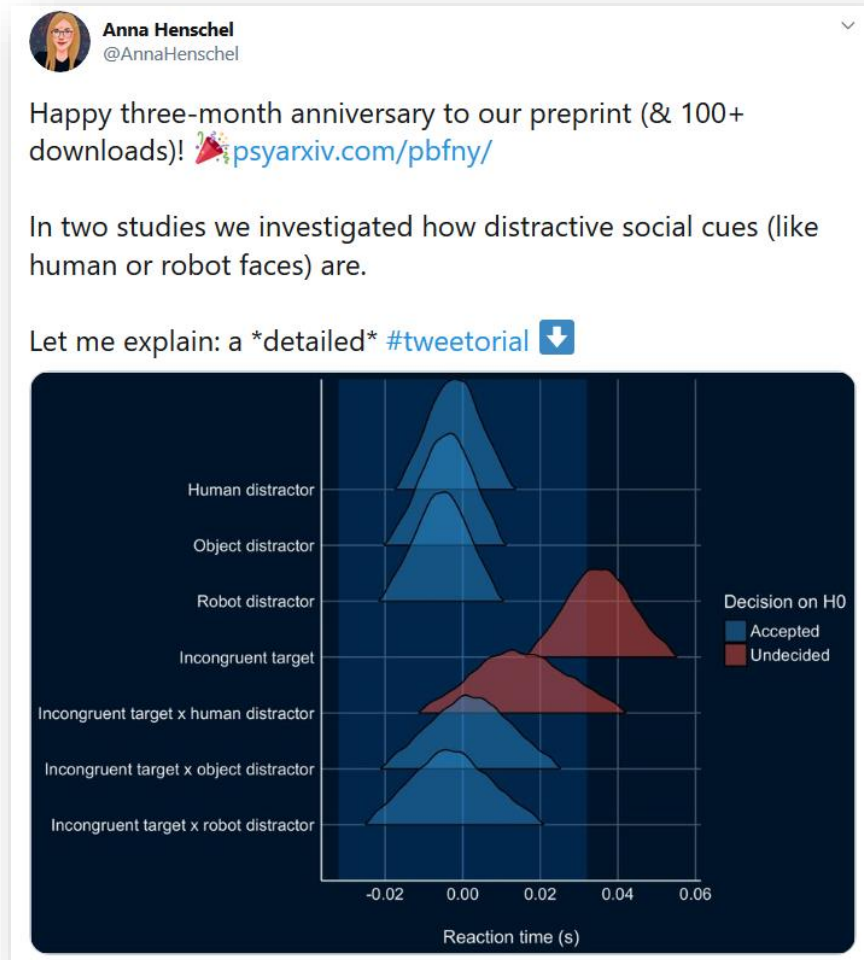 Anna Henschel
@AnnaHenschel
Happy three-month anniversary to our preprint (& 100+
downloads)! 🎉psyarxiv.com/pbfny/
In two studies we investigated how distractive social cues (like
human or robot faces) are.
Let me explain: a *detailed* #tweetorial ⬇️
Human distractor
Object distractor
Robot distractor
Incongruent target
Incongruent target x human distractor
Incongruent target x object distractor
Incongruent target x robot distractor
Decision on H0
Accepted
Undecided
-0.02 0.00 0.02 0.04 0.06
Reaction time (s)